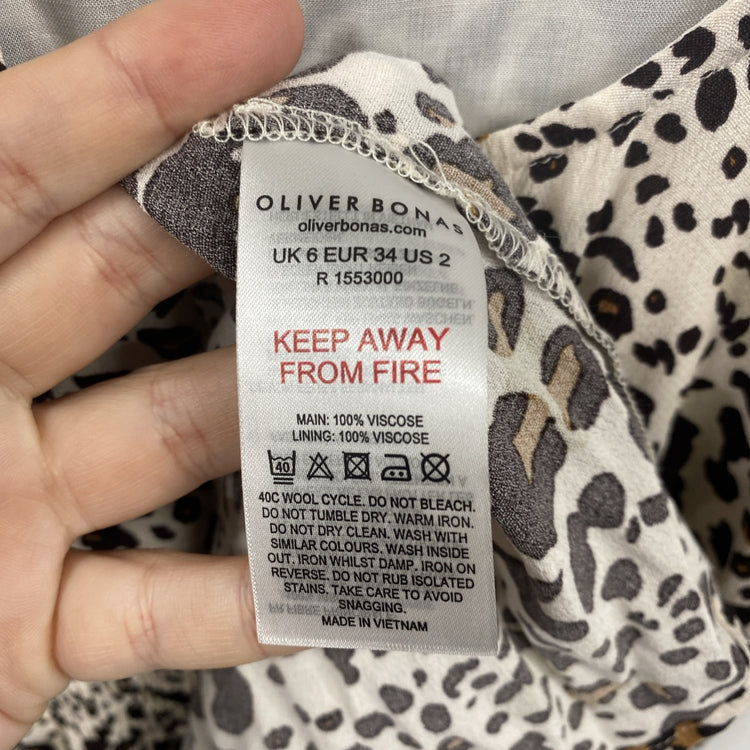 OLIVER BONAS
oliverbonas.com
UK 6 EUR 34 US 2
R 1553000
KEEP AWAY
FROM FIRE
MAIN: 100% VISCOSE
LINING: 100% VISCOSE
40
40C WOOL CYCLE. DO NOT BLEACH.
DO NOT TUMBLE DRY. WARM IRON.
DO NOT DRY CLEAN. WASH WITH
SIMILAR COLOURS. WASH INSIDE
OUT. IRON WHILST DAMP. IRON ON
REVERSE. DO NOT RUB ISOLATED
STAINS. TAKE CARE TO AVOID
SNAGGING.
MADE IN VIETNAM